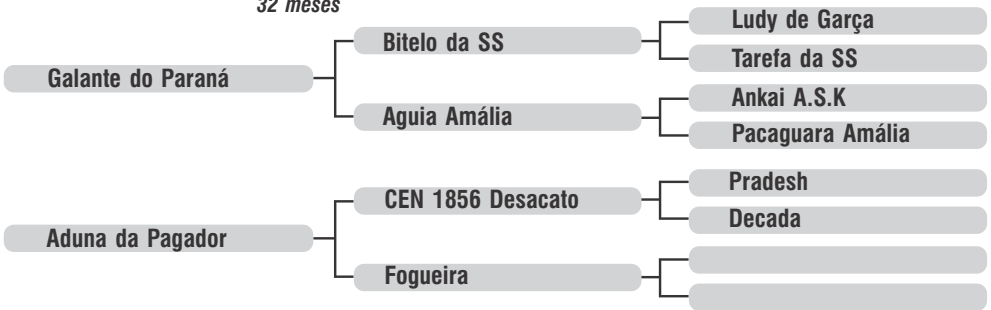 32 meses
Galante do Paraná
Bitelo da SS
Ludy de Garça
Tarefa da SS
Aguia Amália
Ankai A.S.K
Pacaguara Amália
Aduna da Pagador
CEN 1856 Desacato
Pradesh
Decada
Fogueira